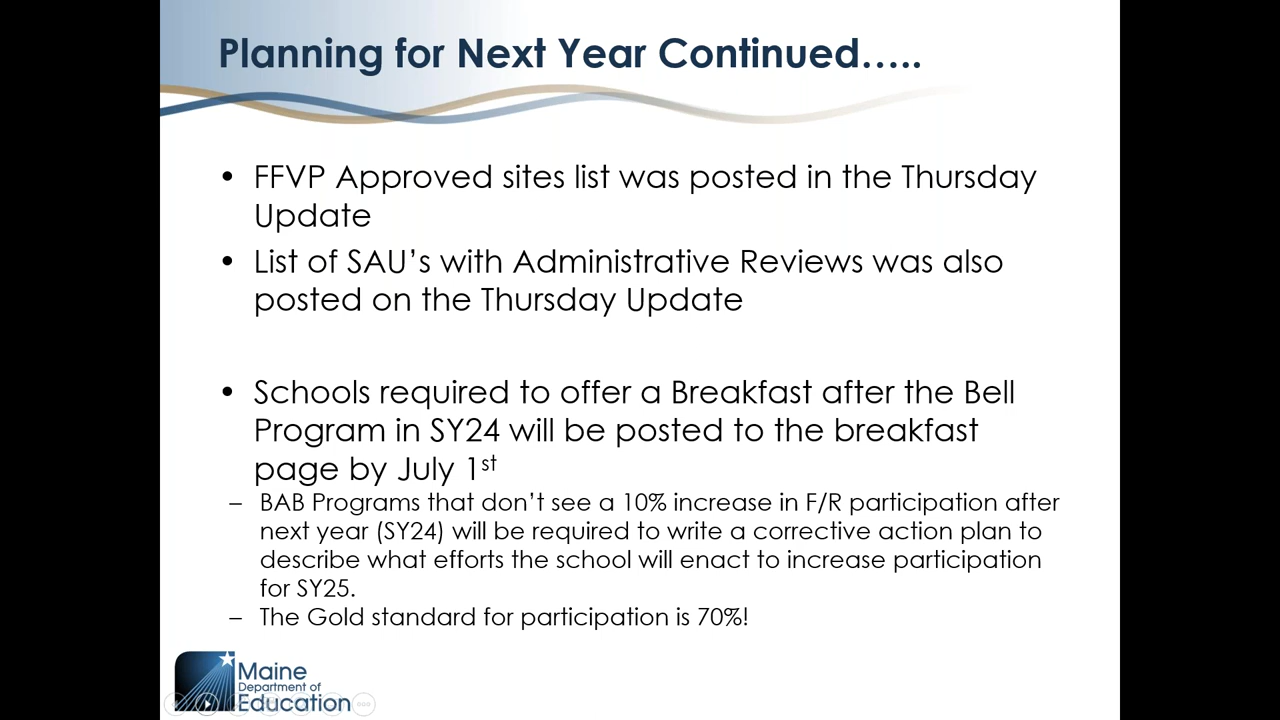 Planning for Next Year Continued…..
• FFVP Approved sites list was posted in the Thursday
Update
• List of SAU’s with Administrative Reviews was also
posted on the Thursday Update
• Schools required to offer a Breakfast after the Bell
Program in SY24 will be posted to the breakfast
page by July 1st
– BAB Programs that don’t see a 10% increase in F/R participation after
next year (SY24) will be required to write a corrective action plan to
describe what efforts the school will enact to increase participation
for SY25.
– The Gold standard for participation is 70%!
Maine
Department of
Education